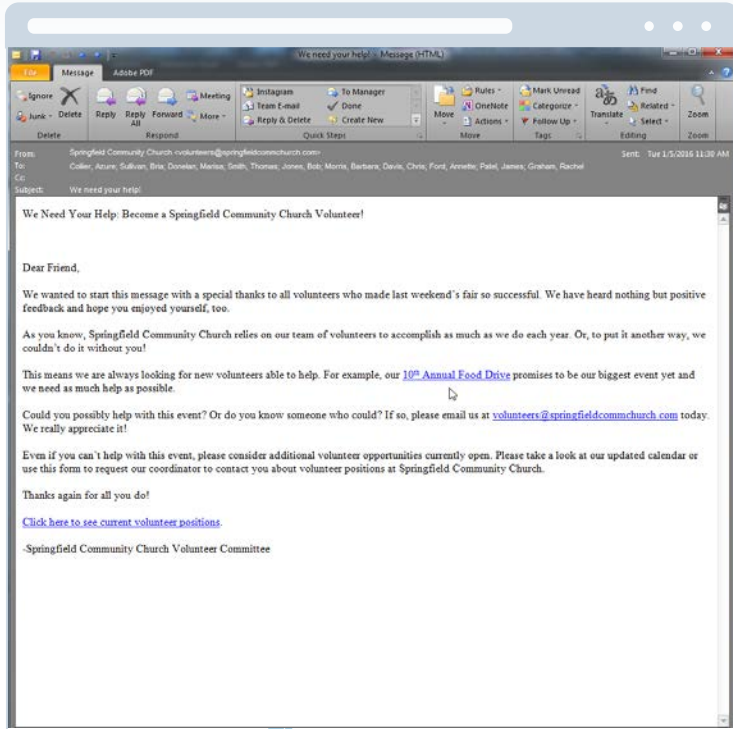 We need your help! - Message (HTML)
File Message Adobe PDF
Ignore
Junk
Delete
Reply
Reply All
Forward
Meeting
More
Instagram
Team E-mail
Reply & Delete
To Manager
Done
Create New
Move
Rules
OneNote
Actions
Mark Unread
Categorize
Follow Up
Translate
Find
Related
Select
Zoom
Delete Respond Quick Steps Move Tags Editing Zoom
From: Springfield Community Church <volunteers@springfieldcommchurch.com> Sent: Tue 1/5/2016 11:30 AM
To: Collier, Azure; Sullivan, Bria; Donelan, Marisa; Smith, Thomas; Jones, Bob; Morris, Barbara; Davis, Chris; Ford, Annette; Patel, James; Graham, Rachel
Cc:
Subject: We need your help!
We Need Your Help: Become a Springfield Community Church Volunteer!
Dear Friend,
We wanted to start this message with a special thanks to all volunteers who made last weekend's fair so successful. We have heard nothing but positive
feedback and hope you enjoyed yourself, too.
As you know, Springfield Community Church relies on our team of volunteers to accomplish as much as we do each year. Or, to put it another way, we
couldn't do it without you!
This means we are always looking for new volunteers able to help. For example, our 10th Annual Food Drive promises to be our biggest event yet and
we need as much help as possible.
Could you possibly help with this event? Or do you know someone who could? If so, please email us at volunteers@springfieldcommchurch.com today.
We really appreciate it!
Even if you can't help with this event, please consider additional volunteer opportunities currently open. Please take a look at our updated calendar or
use this form to request our coordinator to contact you about volunteer positions at Springfield Community Church.
Thanks again for all you do!
Click here to see current volunteer positions.
-Springfield Community Church Volunteer Committee